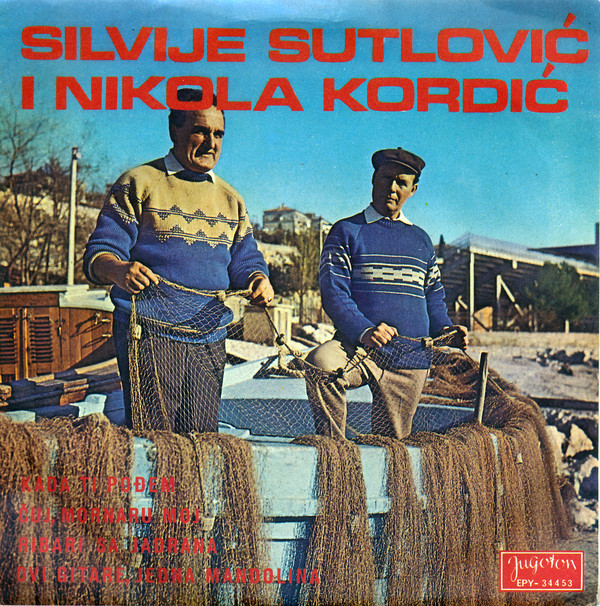 SILVIJE SUTLOVIĆ
I NIKOLA KORDIĆ
KADA TI POĐEM
ČUJ, MORNARU MOJ
RIBARI SA JADRANA
DVI GITARE, JEDNA MANDOLINA
Jugoton
EPY-34453